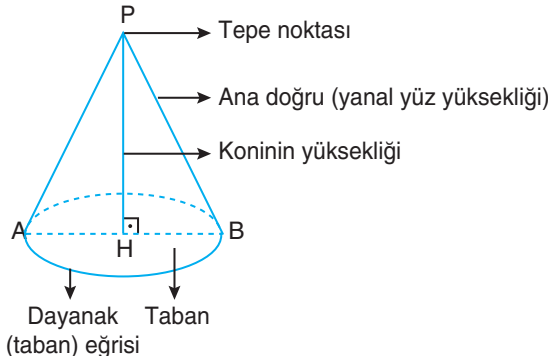 P
Tepe noktası
Ana doğru (yanal yüz yüksekliği)
Koninin yüksekliği
A
H
B
Dayanak
(taban) eğrisi
Taban